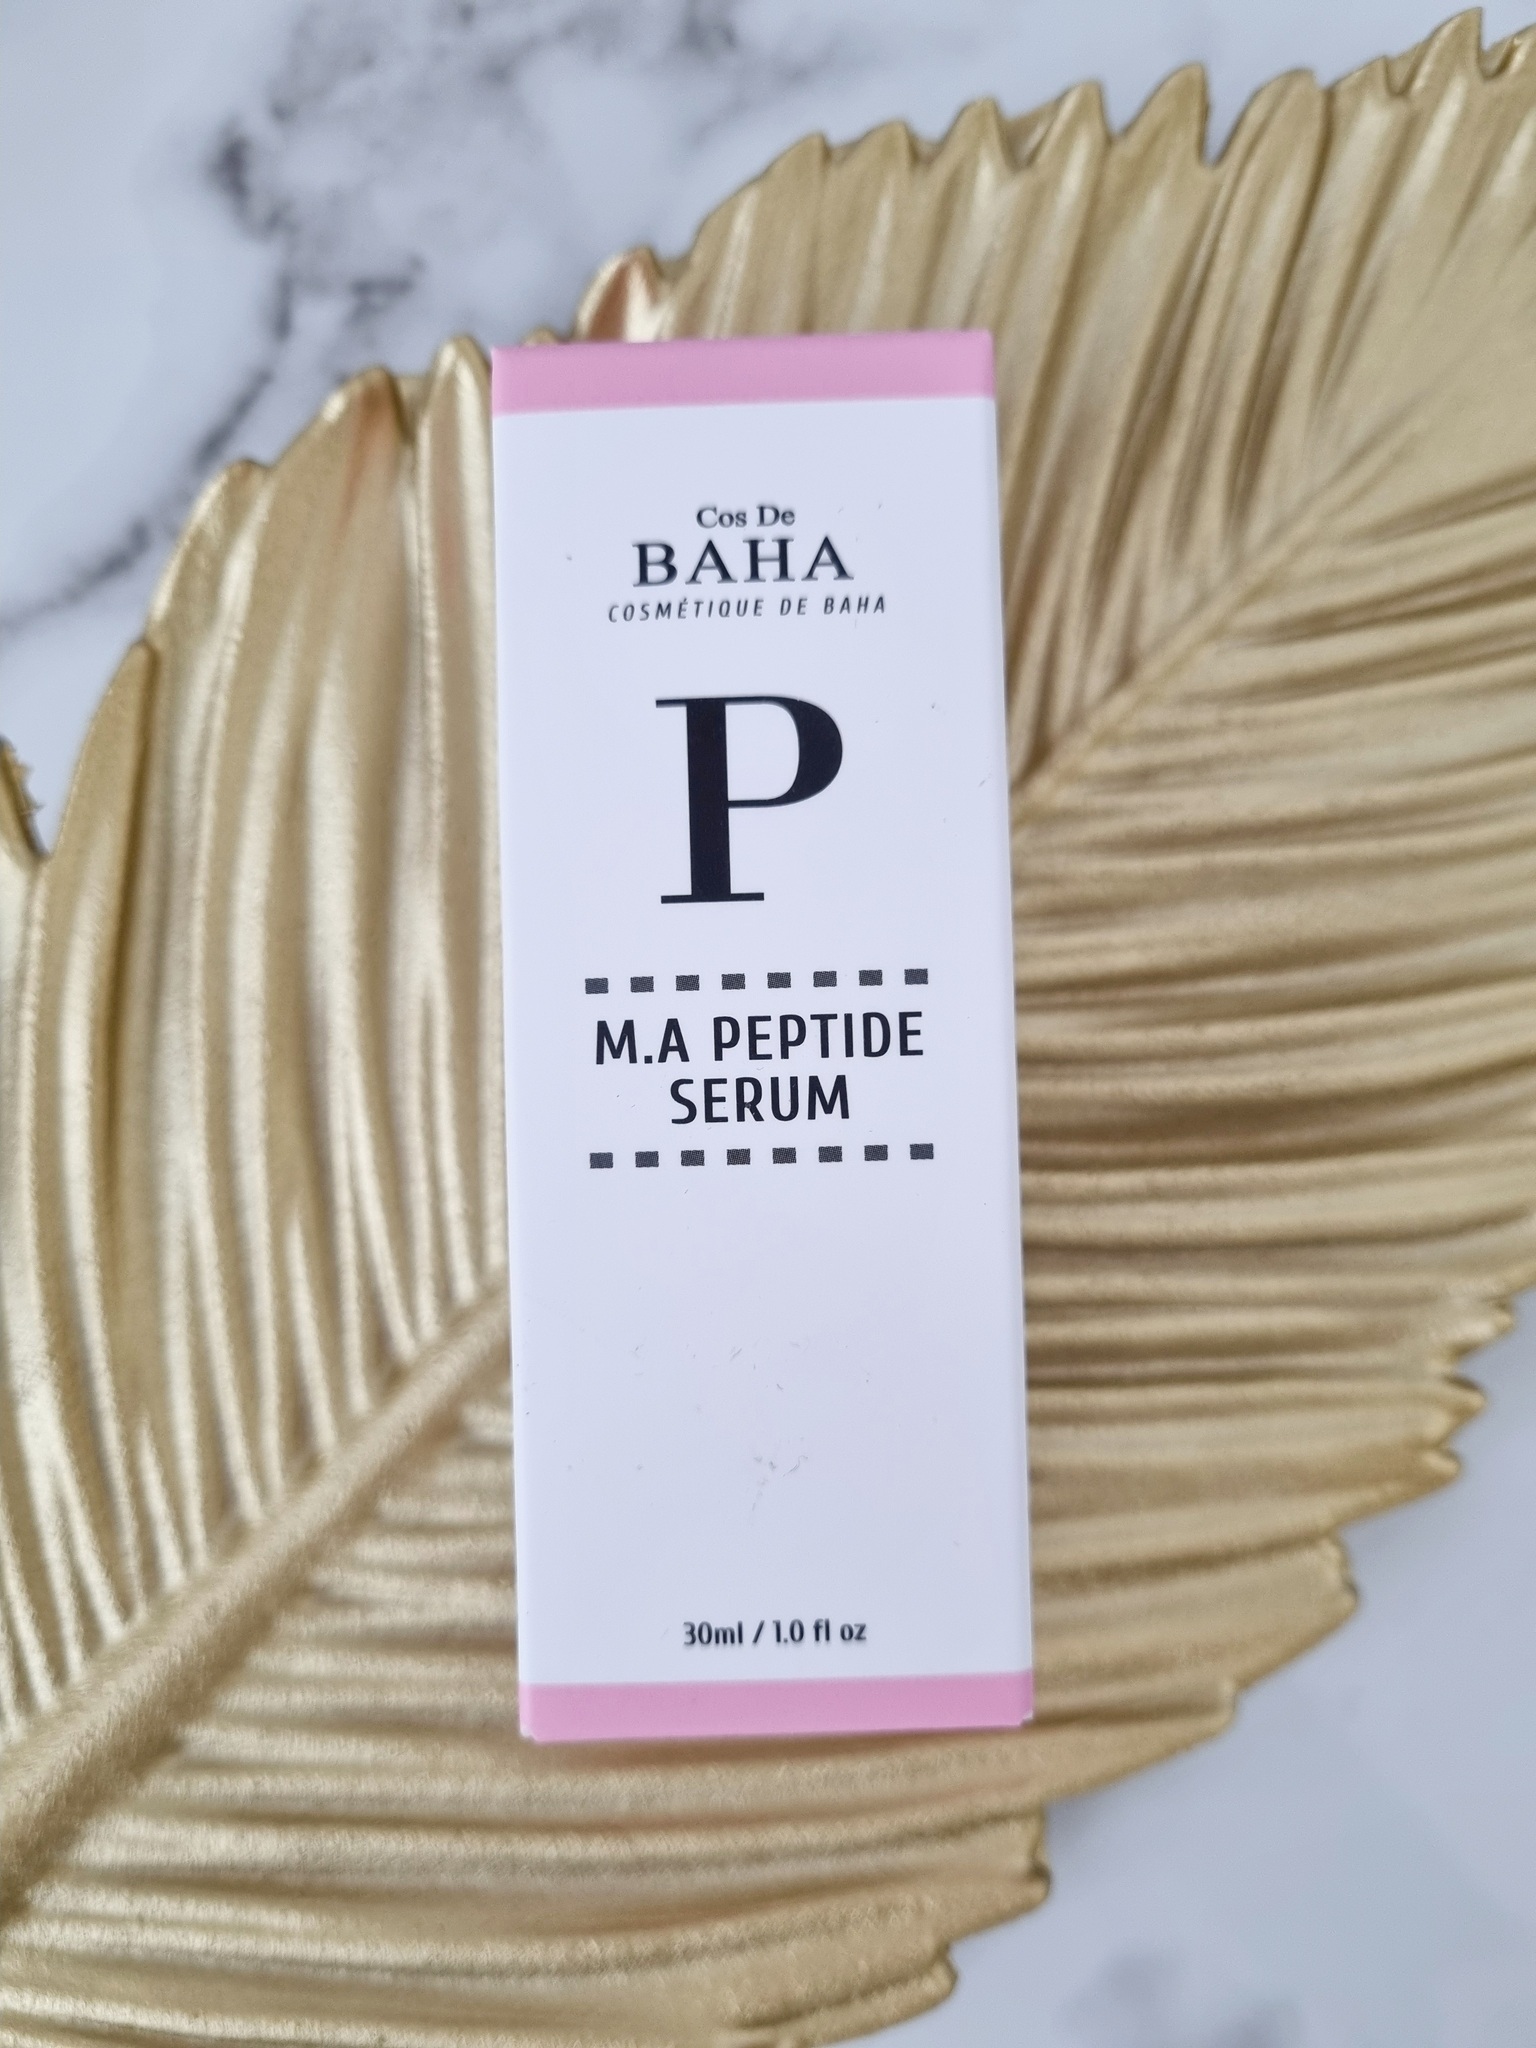 Cos De
BAHA
COSMÉTIQUE DE BAHA
P
M.A PEPTIDE
SERUM
30ml / 1.0 fl oz